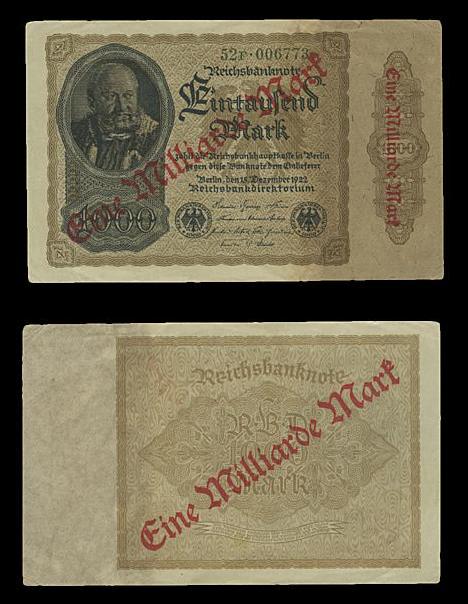 52r·006773
Reichsbanknote
Eintausend
Mark
zahlt die Reichsbankhauptkasse in Berlin
gegen diese Banknote dem Einlieferer
Berlin, den 15. Dezember 1922
Reichsbankdirektorium
1000
Eine Milliarde Mark
Eine Milliarde Mark
Reichsbanknote
RBD
Mark
Eine Milliarde Mark